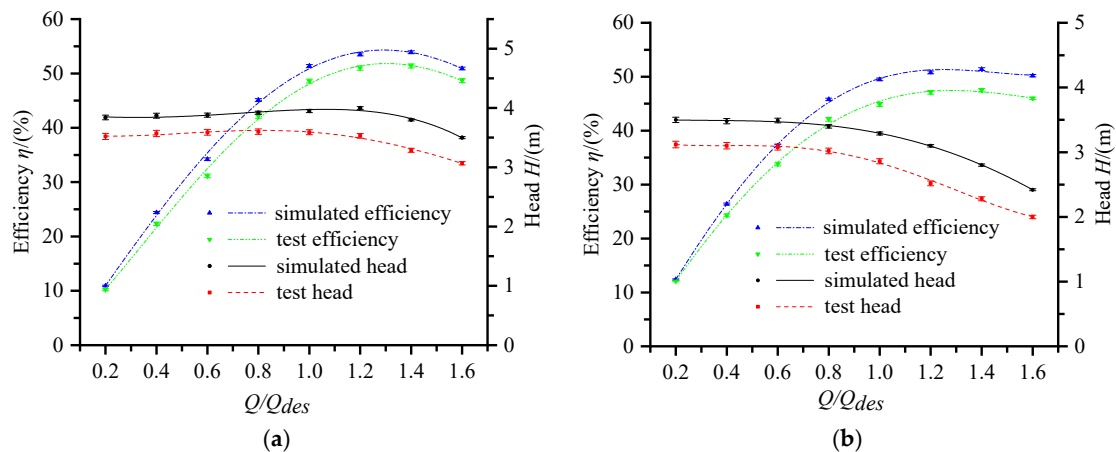 (a)
Efficiency η/(%)
60
50
40
30
20
10
0
0.2 0.4 0.6 0.8 1.0 1.2 1.4 1.6
Q/Qdes
5
4
3
2
1
0
Head H/(m)
simulated efficiency
test efficiency
simulated head
test head
(a)
Efficiency η/(%)
60
50
40
30
20
10
0
0.2 0.4 0.6 0.8 1.0 1.2 1.4 1.6
Q/Qdes
5
4
3
2
1
0
Head H/(m)
simulated efficiency
test efficiency
simulated head
test head
(b)
(b)